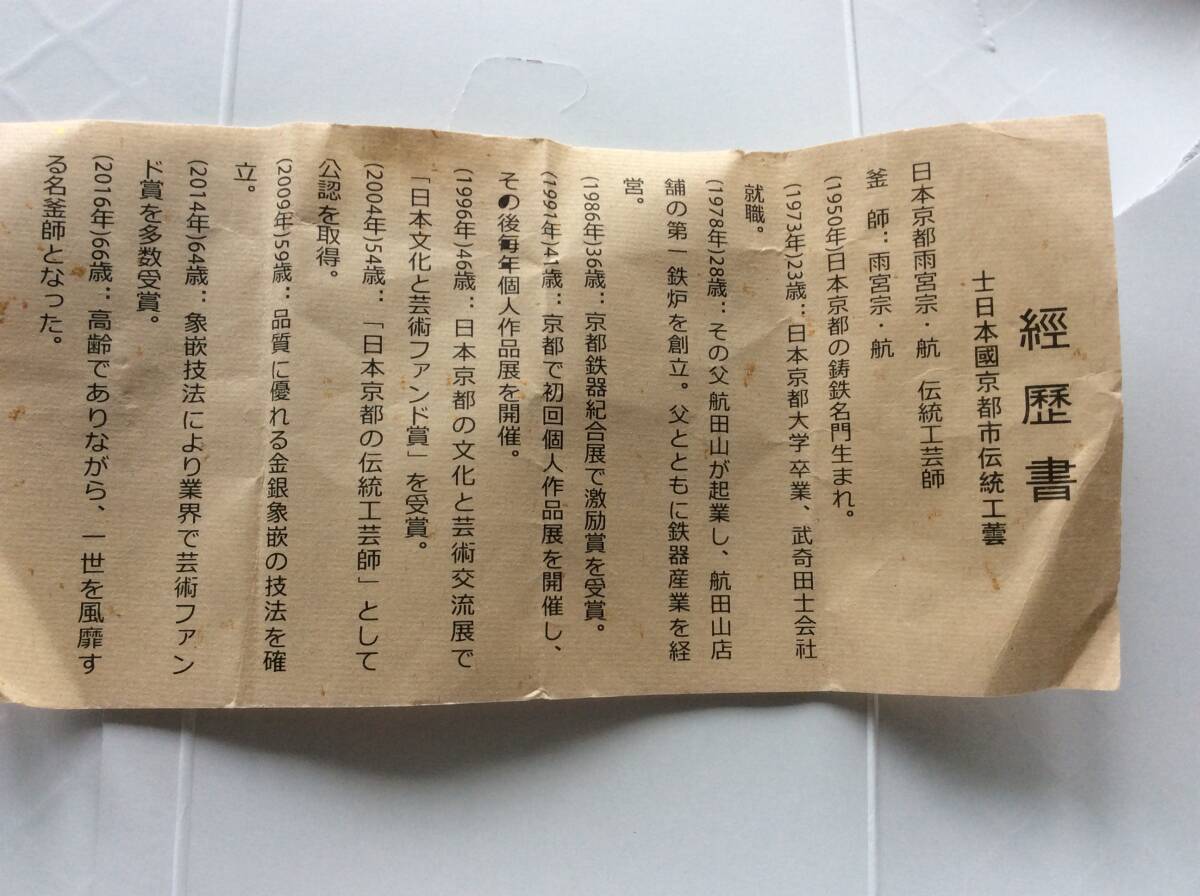 經歷書
士日本國京都市伝統工藝
日本京都雨宮宗・航　伝統工芸師
釜　師：雨宮宗・航
(1950年)日本京都の鋳鉄名門生まれ。
(1973年)23歳：日本京都大学 卒業、武奇田士会社
就職。
(1978年)28歳：その父 航田山が起業し、航田山店
舗の第一鉄炉を創立。父とともに鉄器産業を経
営。
(1986年)36歳：京都鉄器紀合展で激励賞を受賞。
(1991年)41歳：京都で初回個人作品展を開催し、
その後毎年個人作品展を開催。
(1996年)46歳：日本京都の文化と芸術交流展で
「日本文化と芸術ファンド賞」を受賞。
(2004年)54歳：「日本京都の伝統工芸師」として
公認を取得。
(2009年)59歳：品質に優れる金銀象嵌の技法を確
立。
(2014年)64歳：象嵌技法により業界で芸術ファン
ド賞を多数受賞。
(2016年)66歳：高齢でありながら、一世を風靡す
る名釜師となった。